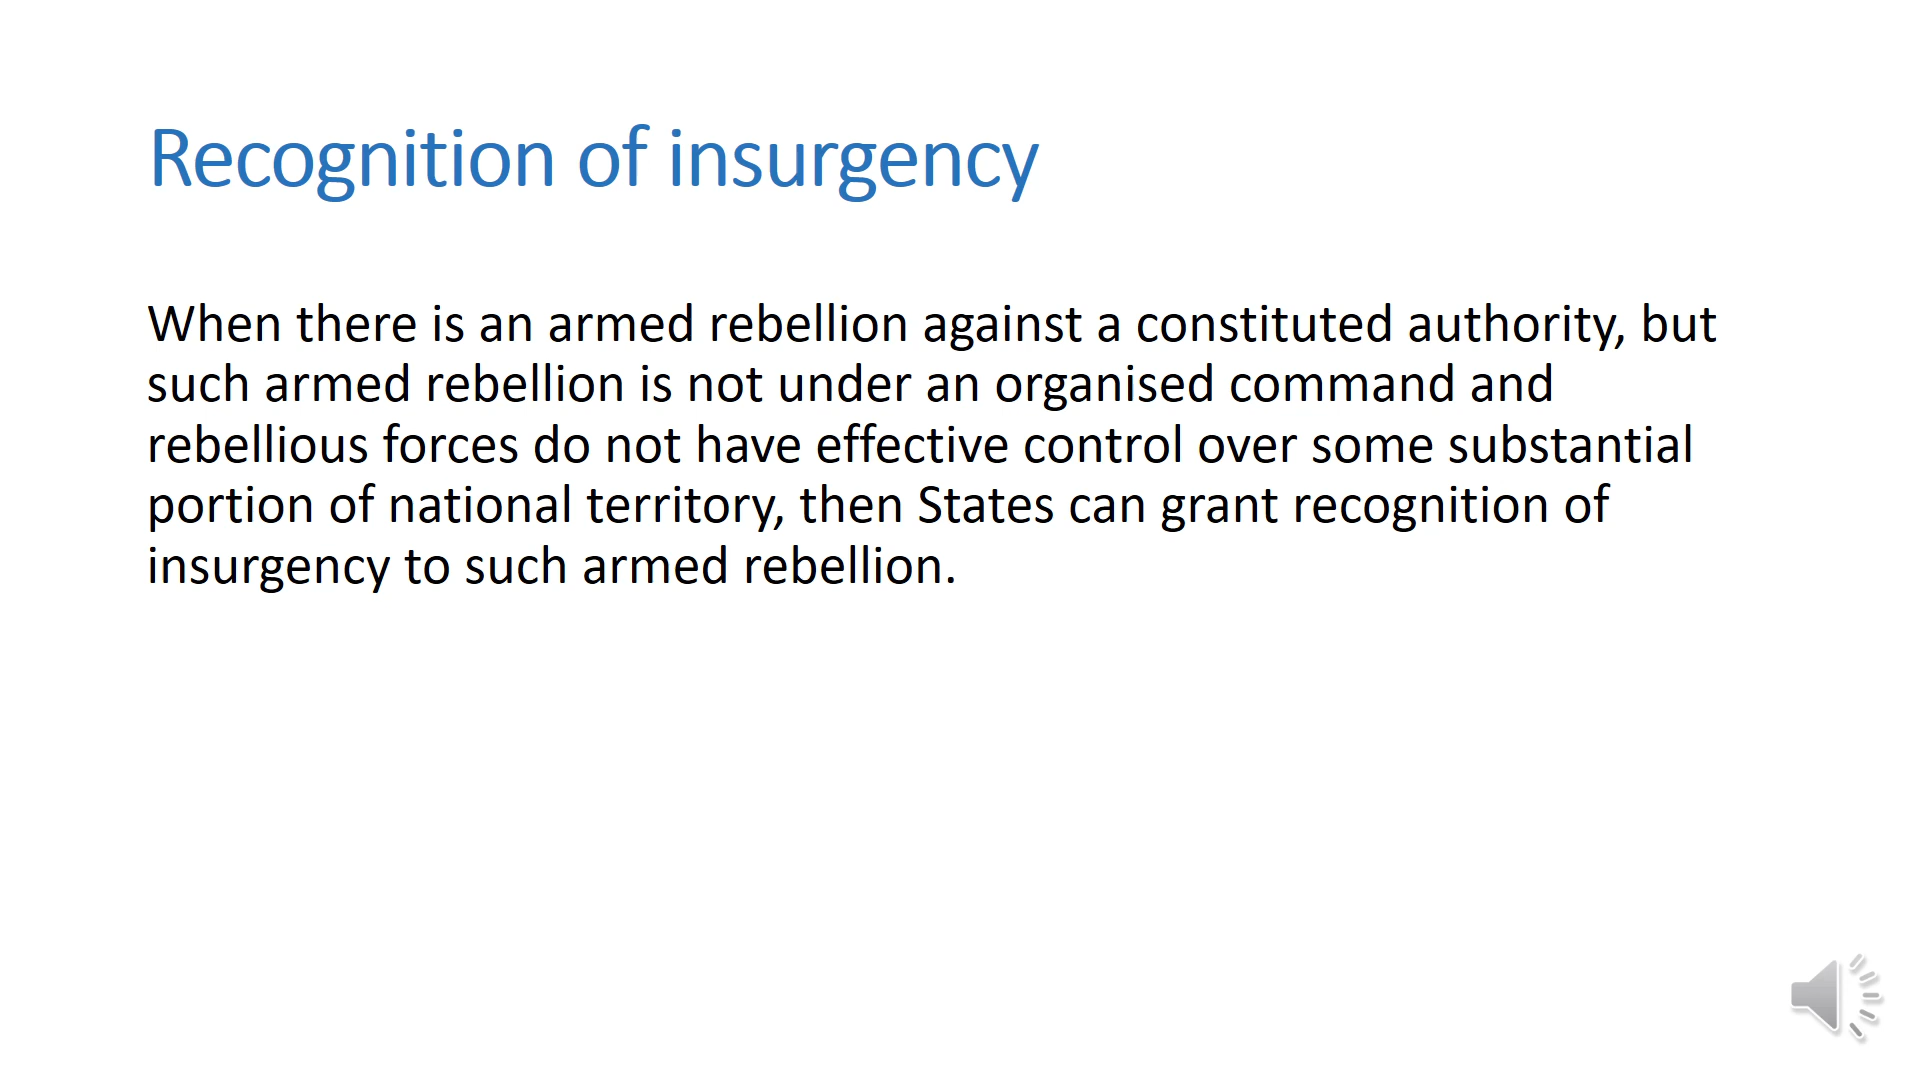 Recognition of insurgency
When there is an armed rebellion against a constituted authority, but
such armed rebellion is not under an organised command and
rebellious forces do not have effective control over some substantial
portion of national territory, then States can grant recognition of
insurgency to such armed rebellion.